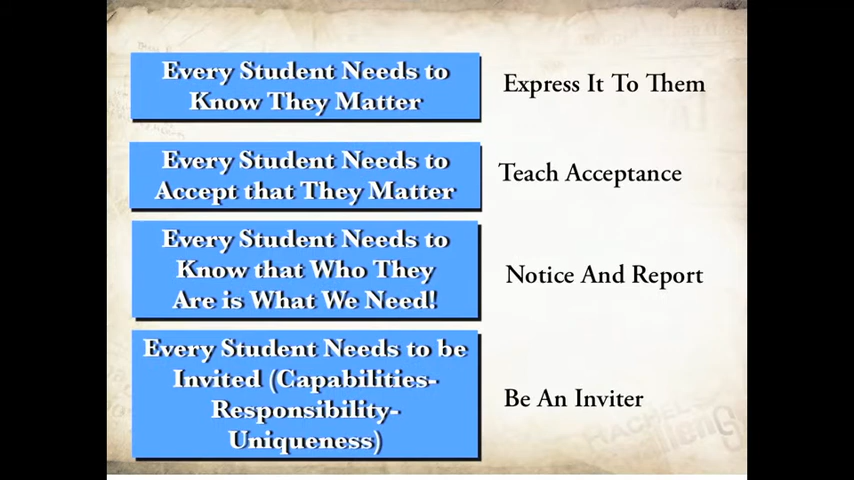 Every Student Needs to
Know They Matter
Express It To Them
Every Student Needs to
Accept that They Matter
Teach Acceptance
Every Student Needs to
Know that Who They
Are is What We Need!
Notice And Report
Every Student Needs to be
Invited (Capabilities-
Responsibility-
Uniqueness)
Be An Inviter
RACHEL'S